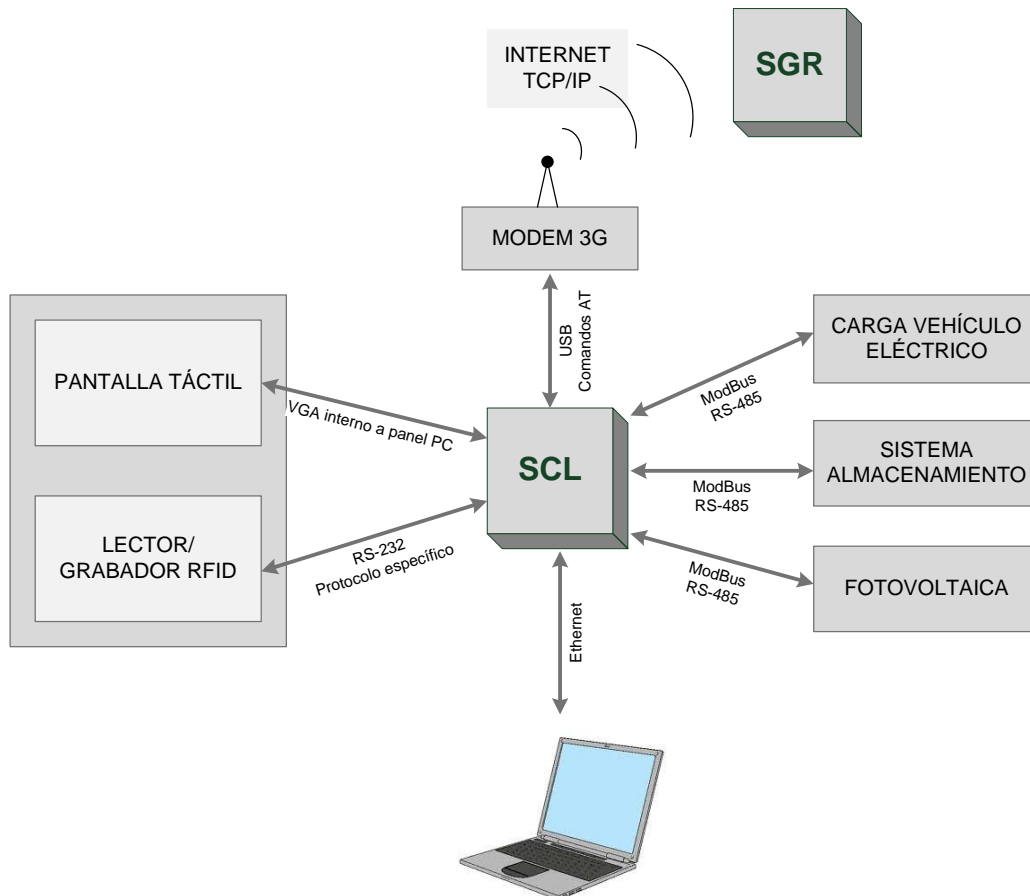 INTERNET
TCP/IP
SGR
MODEM 3G
USB
Comandos AT
PANTALLA TÁCTIL
VGA interno a panel PC
LECTOR/
GRABADOR RFID
RS-232
Protocolo específico
SCL
CARGA VEHÍCULO
ELÉCTRICO
ModBus
RS-485
SISTEMA
ALMACENAMIENTO
ModBus
RS-485
FOTOVOLTAICA
ModBus
RS-485
Ethernet